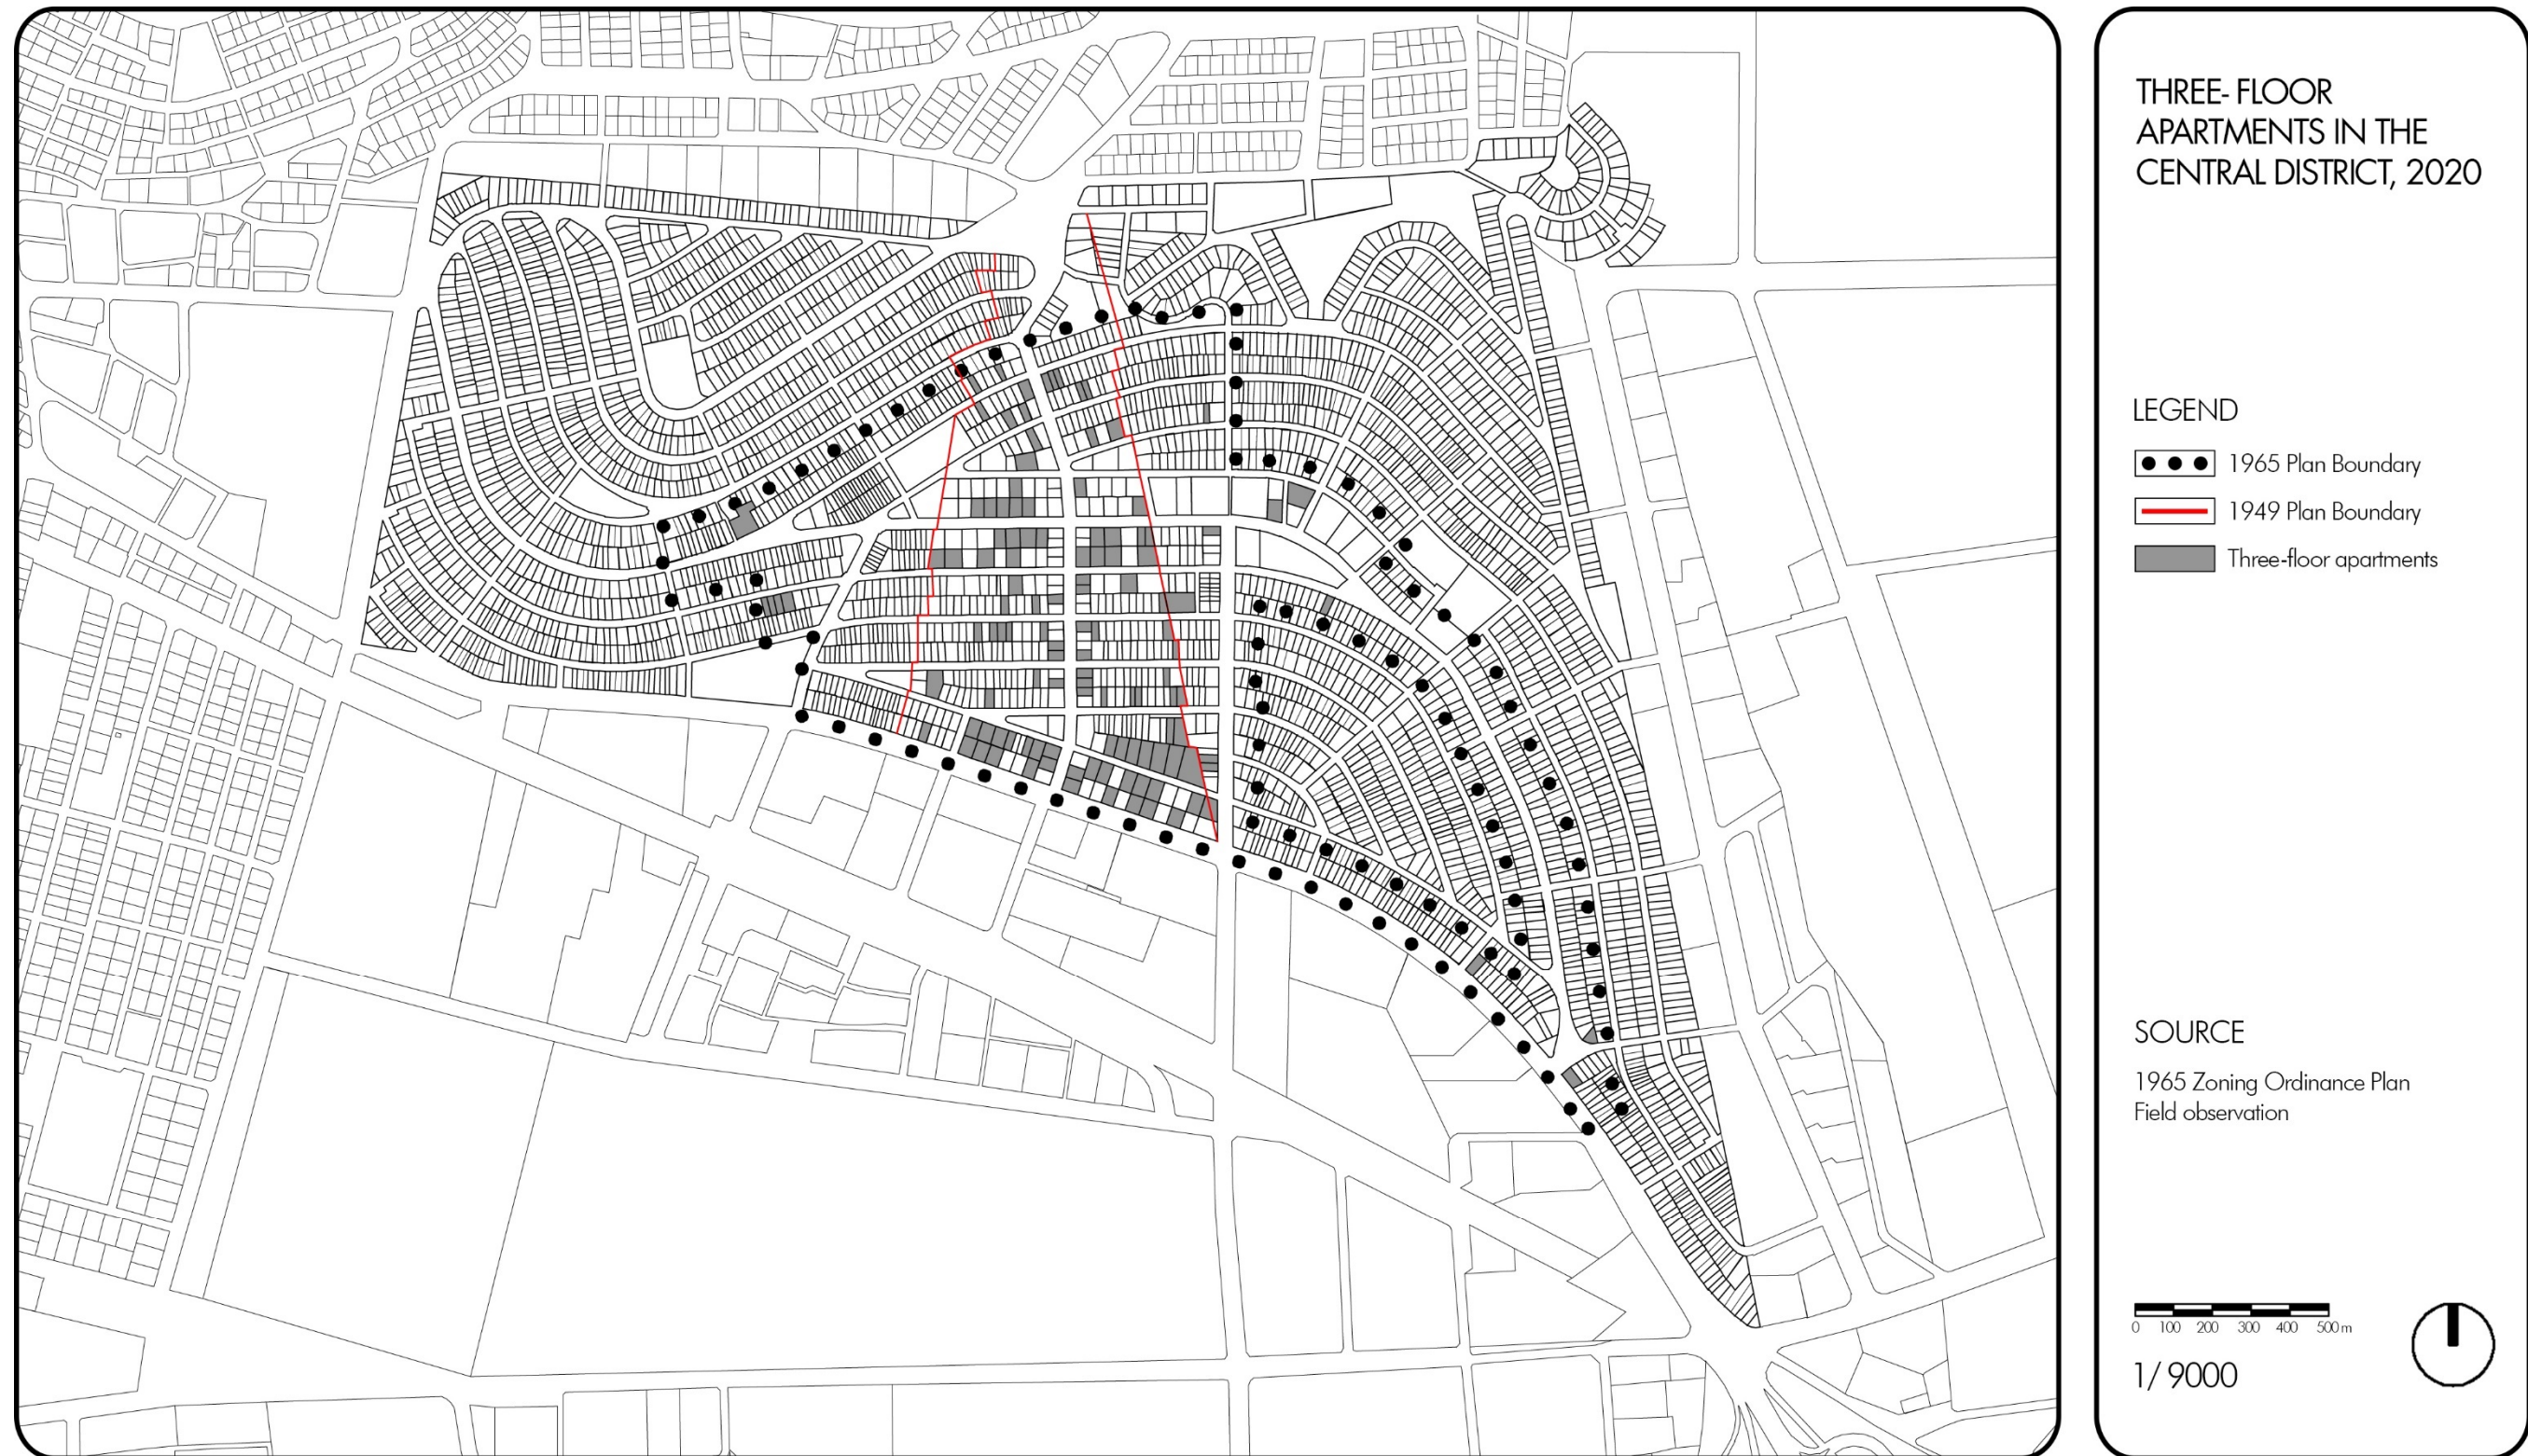 THREE- FLOOR
APARTMENTS IN THE
CENTRAL DISTRICT, 2020
LEGEND
1965 Plan Boundary
1949 Plan Boundary
Three-floor apartments
SOURCE
1965 Zoning Ordinance Plan
Field observation
0 100 200 300 400 500 m
1/ 9000